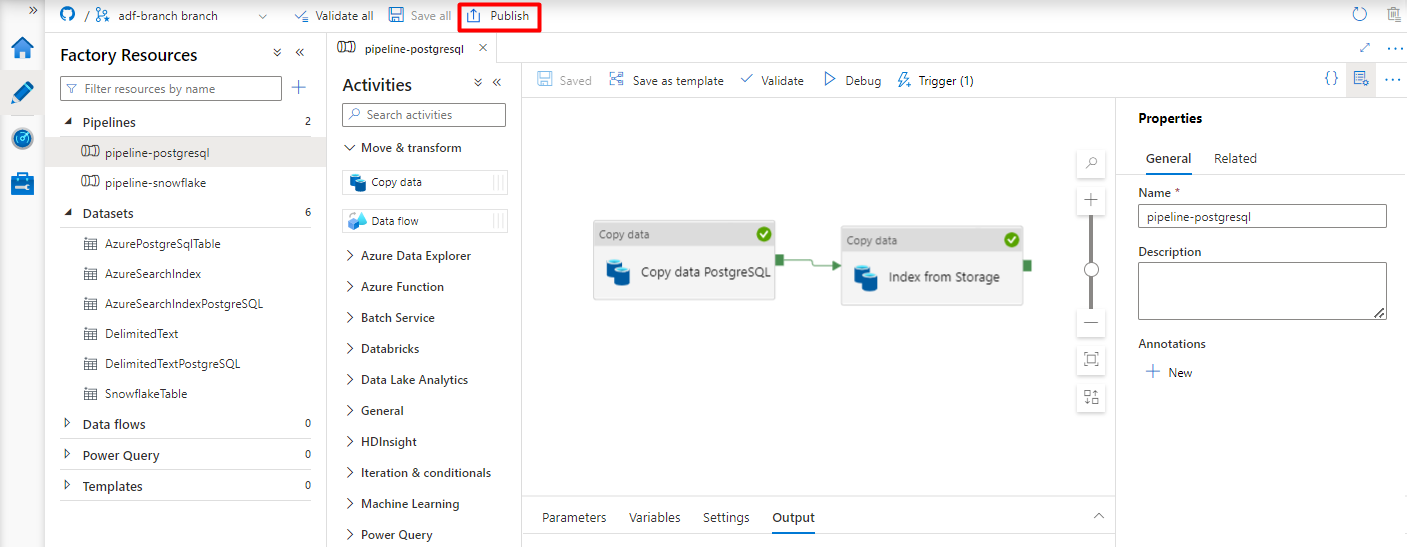 / adf-branch branch Validate all Save all Publish
Factory Resources
Filter resources by name
Pipelines 2
pipeline-postgresql
pipeline-snowflake
Datasets 6
AzurePostgreSqlTable
AzureSearchIndex
AzureSearchIndexPostgreSQL
DelimitedText
DelimitedTextPostgreSQL
SnowflakeTable
Data flows 0
Power Query 0
Templates 0
pipeline-postgresql
Activities
Search activities
Move & transform
Copy data
Data flow
Azure Data Explorer
Azure Function
Batch Service
Databricks
Data Lake Analytics
General
HDInsight
Iteration & conditionals
Machine Learning
Power Query
Saved Save as template Validate Debug Trigger (1) {}
Copy data
Copy data PostgreSQL
Copy data
Index from Storage
Parameters Variables Settings Output
Properties
General Related
Name *
pipeline-postgresql
Description
Annotations
New